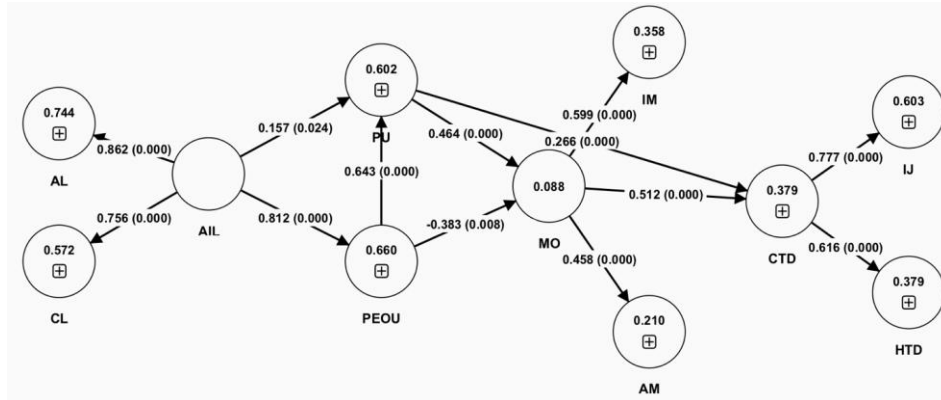 0.744
AL
0.862 (0.000)
0.756 (0.000)
0.572
CL
AIL
0.157 (0.024)
0.812 (0.000)
0.602
PU
0.643 (0.000)
0.660
PEOU
0.464 (0.000)
-0.383 (0.008)
0.266 (0.000)
0.088
MO
0.599 (0.000)
0.358
IM
0.458 (0.000)
0.210
AM
0.512 (0.000)
0.379
CTD
0.777 (0.000)
0.603
IJ
0.616 (0.000)
0.379
HTD